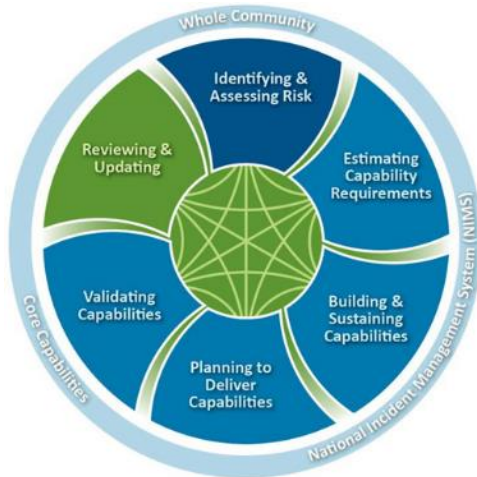 Whole Community
Identifying &
Assessing Risk
Estimating
Capability
Requirements
Building &
Sustaining
Capabilities
Planning to
Deliver
Capabilities
Validating
Capabilities
Reviewing &
Updating
National Incident Management System (NIMS)
Core Capabilities